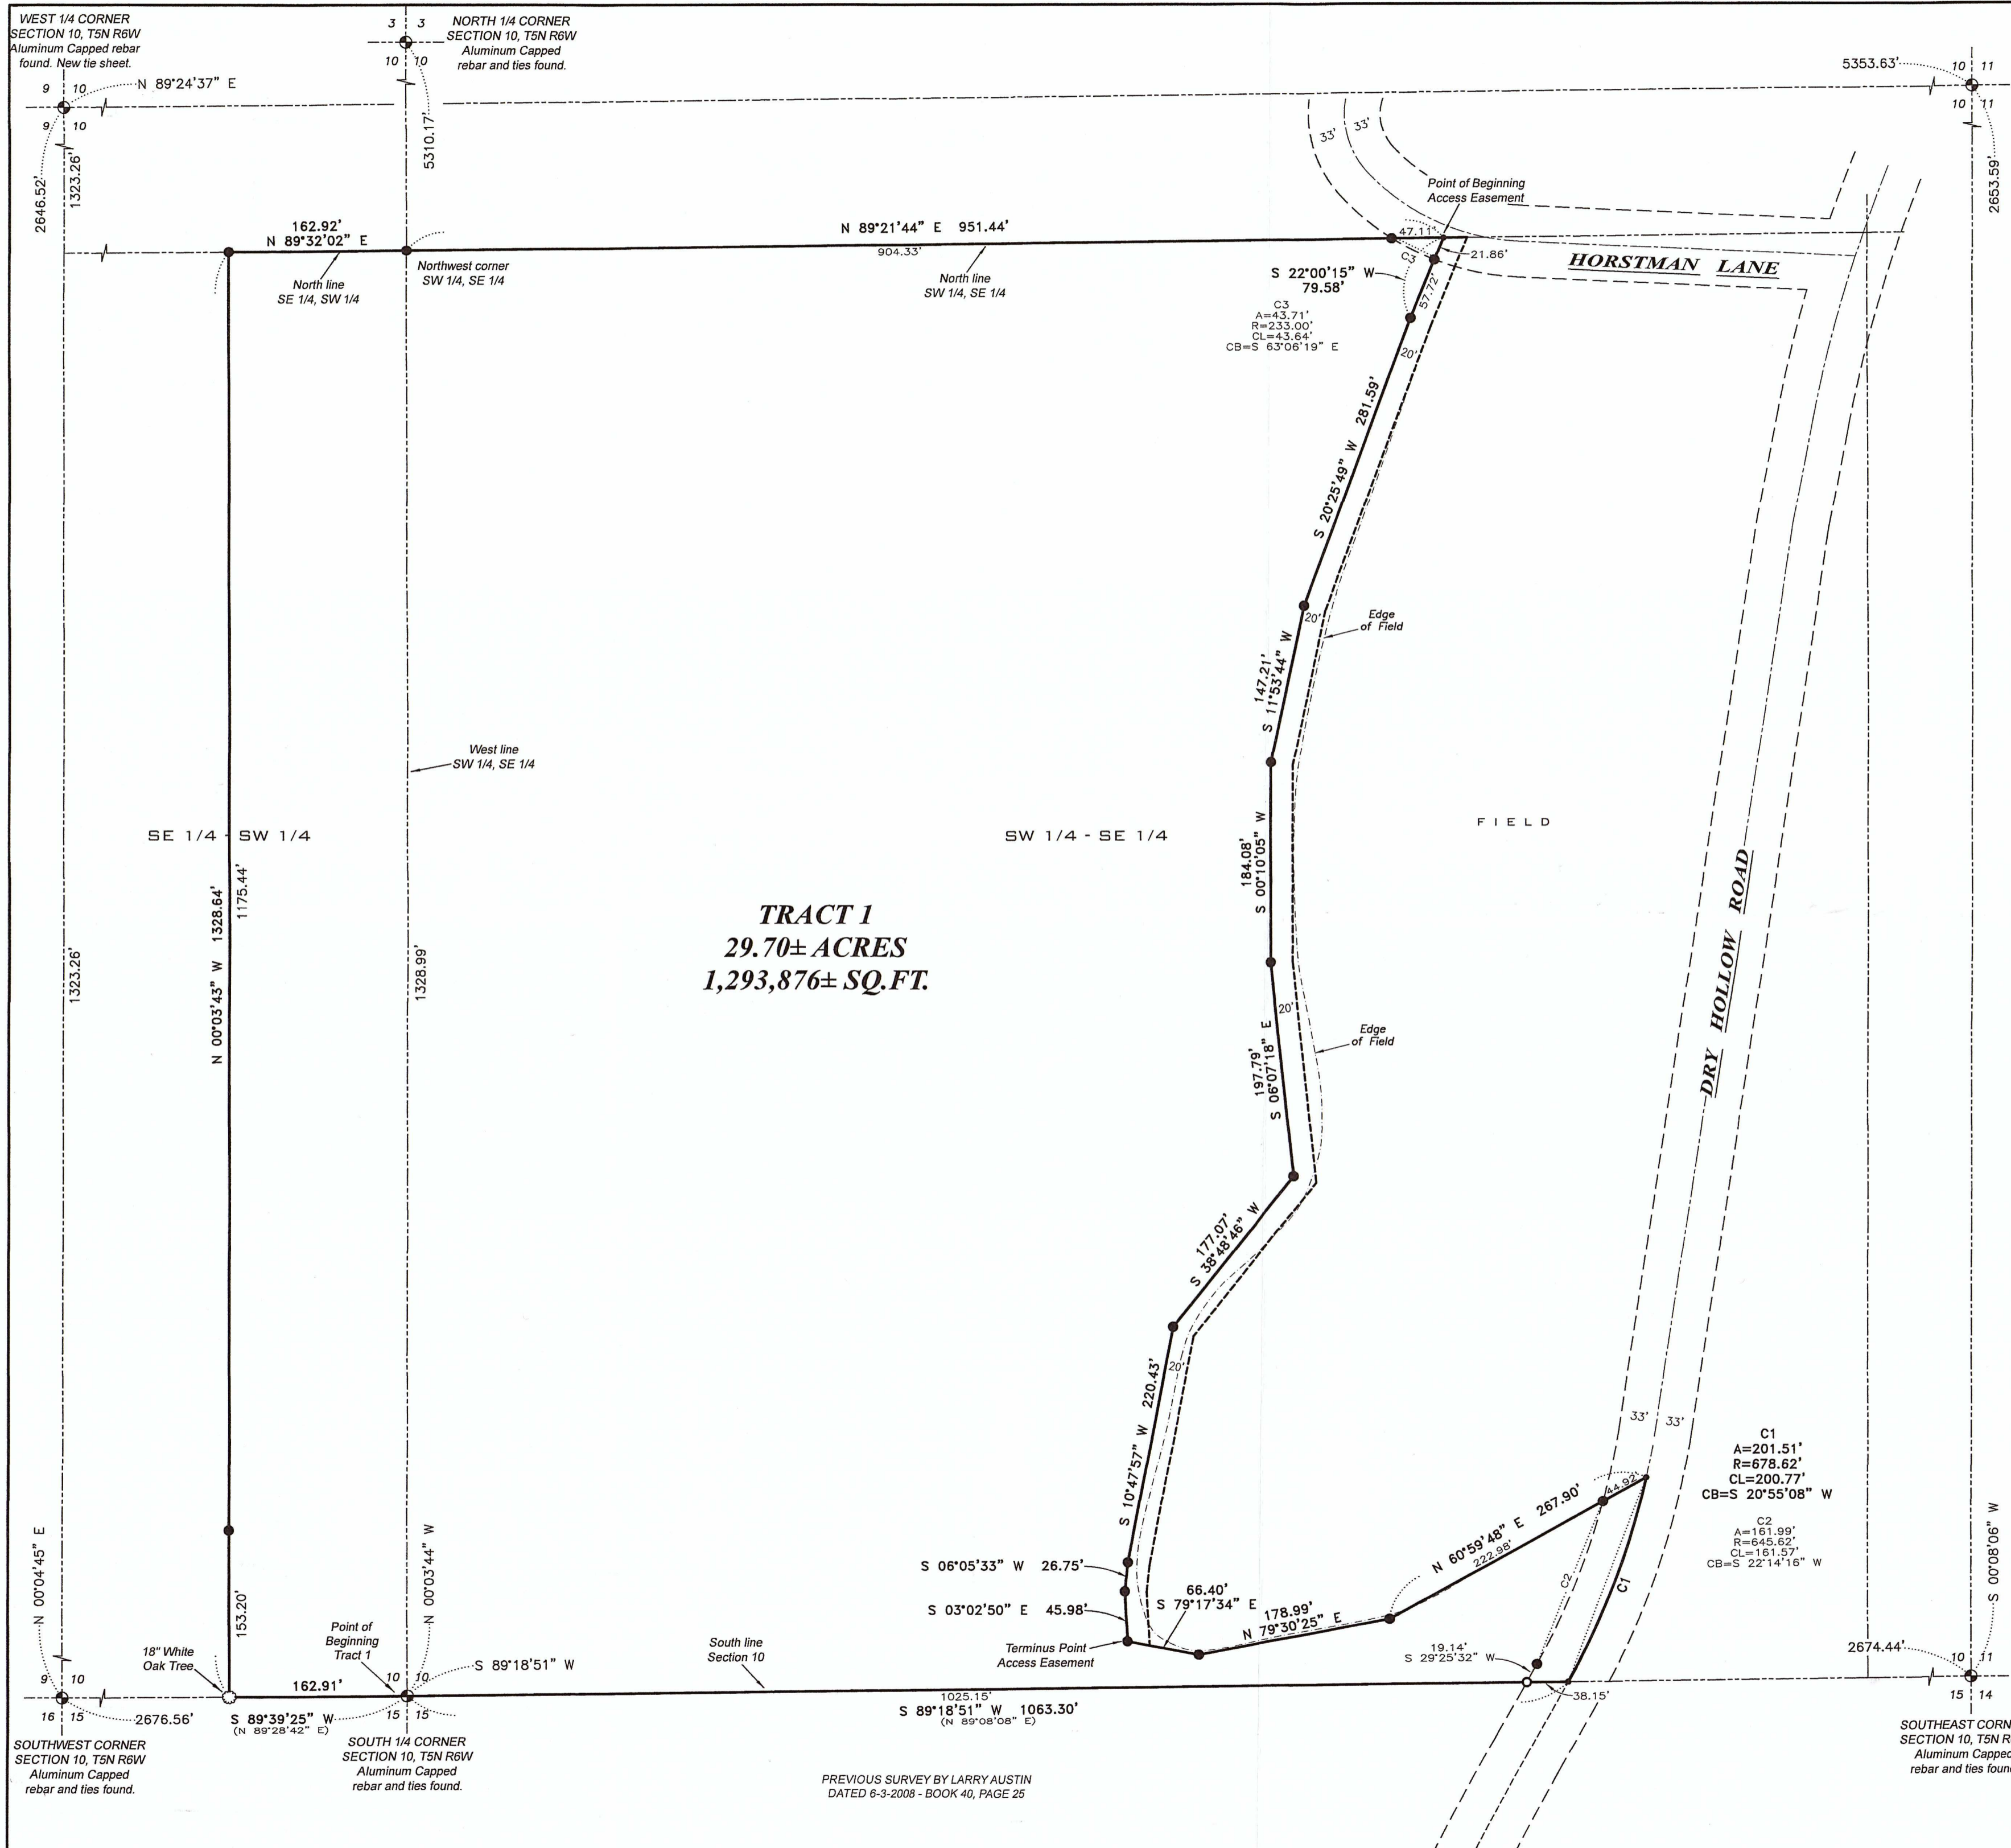 WEST 1/4 CORNER
SECTION 10, T5N R6W
Aluminum Capped rebar
found. New tie sheet.
3 3
10 10
NORTH 1/4 CORNER
SECTION 10, T5N R6W
Aluminum Capped
rebar and ties found.
9 10
9 10
N 89°24'37" E
5353.63'
10 11
10 11
2646.52'
1323.26'
5310.17'
33' 33'
2653.59'
Point of Beginning
Access Easement
162.92'
N 89°32'02" E
N 89°21'44" E 951.44'
904.33'
47.11'
21.86'
C3
HORSTMAN LANE
North line
SE 1/4, SW 1/4
Northwest corner
SW 1/4, SE 1/4
North line
SW 1/4, SE 1/4
S 22°00'15" W
79.58'
57.72'
C3
A=43.71'
R=233.00'
CL=43.64'
CB=S 63°06'19" E
20'
S 20°25'49" W 281.59'
20'
Edge
of Field
147.21'
S 11°53'44" W
West line
SW 1/4, SE 1/4
SE 1/4 - SW 1/4
SW 1/4 - SE 1/4
FIELD
184.08'
S 00°10'05" W
N 00°03'43" W 1328.64'
1175.44'
1323.26'
1328.99'
TRACT 1
29.70± ACRES
1,293,876± SQ.FT.
DRY HOLLOW ROAD
20'
Edge
of Field
197.79'
S 06°07'18" E
177.07'
S 38°48'46" W
20'
S 10°47'57" W 220.43'
33' 33'
C1
A=201.51'
R=678.62'
CL=200.77'
CB=S 20°55'08" W
C2
A=161.99'
R=645.62'
CL=161.57'
CB=S 22°14'16" W
44.92'
N 60°59'48" E 267.90'
222.98'
C2
C1
S 06°05'33" W 26.75'
S 03°02'50" E 45.98'
66.40'
S 79°17'34" E
178.99'
N 79°30'25" E
Terminus Point
Access Easement
19.14'
S 29°25'32" W
N 00°04'45" E
153.20'
N 00°03'44" W
S 00°08'06" W
18" White
Oak Tree
Point of
Beginning
Tract 1
South line
Section 10
S 89°18'51" W
2674.44'
9 10
16 15
10 10
15 15
10 11
15 14
162.91'
2676.56'
S 89°39'25" W
(N 89°28'42" E)
1025.15'
S 89°18'51" W 1063.30'
(N 89°08'08" E)
38.15'
SOUTHWEST CORNER
SECTION 10, T5N R6W
Aluminum Capped
rebar and ties found.
SOUTH 1/4 CORNER
SECTION 10, T5N R6W
Aluminum Capped
rebar and ties found.
SOUTHEAST CORN
SECTION 10, T5N R6
Aluminum Capped
rebar and ties foun
PREVIOUS SURVEY BY LARRY AUSTIN
DATED 6-3-2008 - BOOK 40, PAGE 25